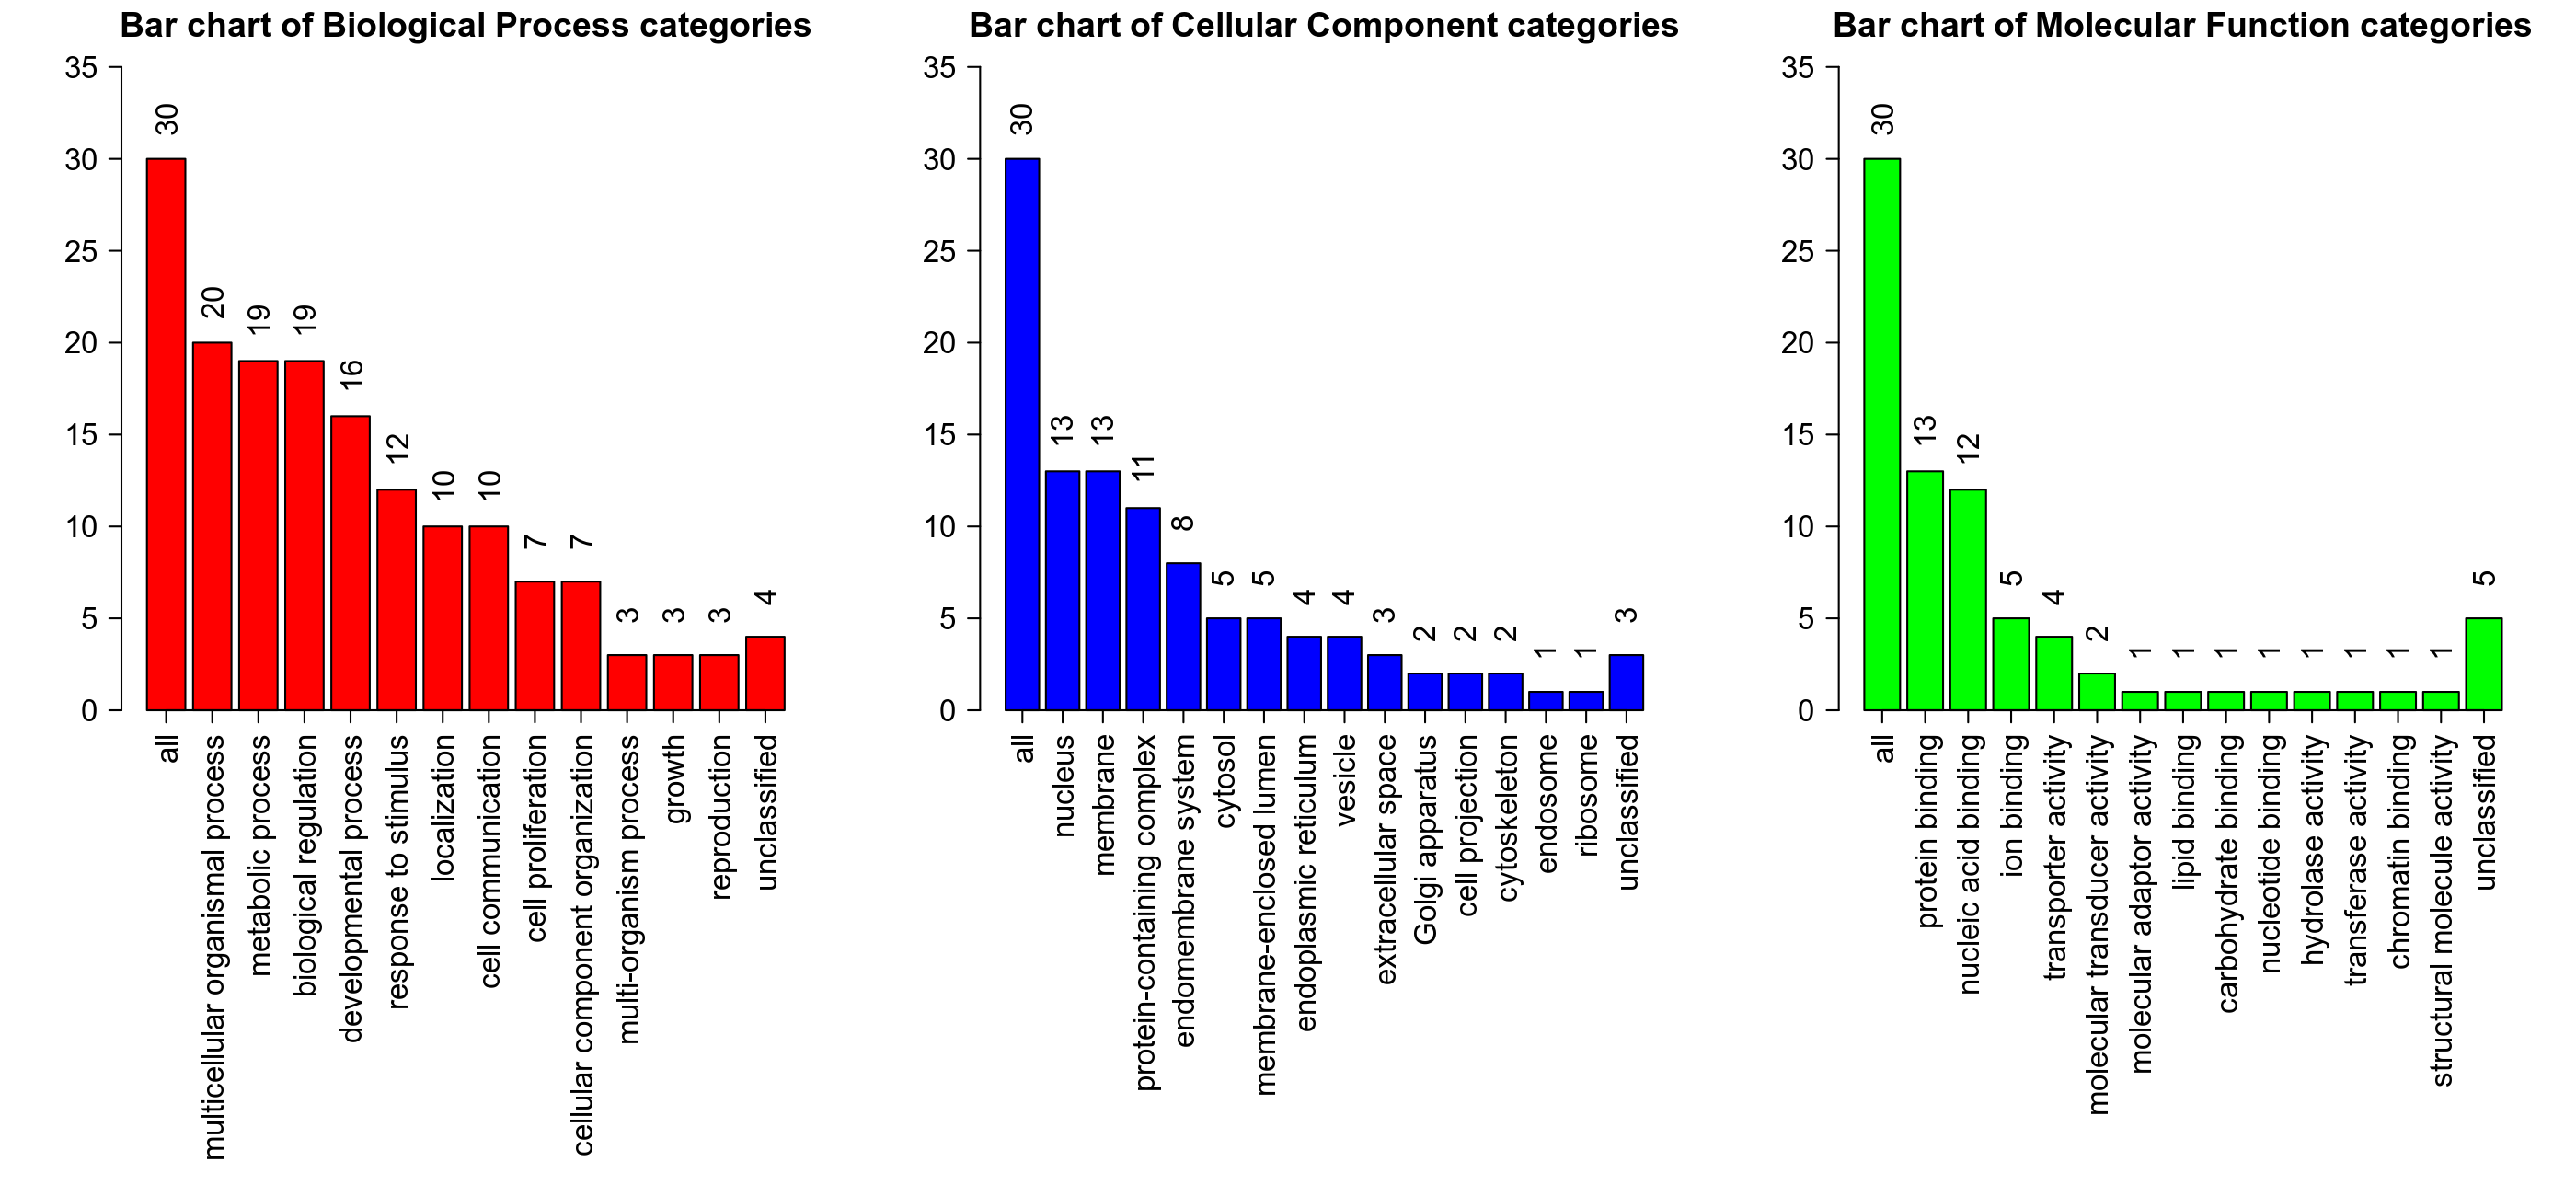 Bar chart of Biological Process categories
35
30
25
20
15
10
5
0
30
20
19
19
16
12
10
10
7
7
3
3
3
4
all
multicellular organismal process
metabolic process
biological regulation
developmental process
response to stimulus
localization
cell communication
cell proliferation
cellular component organization
multi-organism process
growth
reproduction
unclassified
Bar chart of Cellular Component categories
35
30
25
20
15
10
5
0
30
13
13
11
8
5
5
4
4
3
2
2
2
1
1
3
all
nucleus
membrane
protein-containing complex
endomembrane system
cytosol
membrane-enclosed lumen
endoplasmic reticulum
vesicle
extracellular space
Golgi apparatus
cell projection
cytoskeleton
endosome
ribosome
unclassified
Bar chart of Molecular Function categories
35
30
25
20
15
10
5
0
30
13
12
5
4
2
1
1
1
1
1
1
1
1
5
all
protein binding
nucleic acid binding
ion binding
transporter activity
molecular transducer activity
molecular adaptor activity
lipid binding
carbohydrate binding
nucleotide binding
hydrolase activity
transferase activity
chromatin binding
structural molecule activity
unclassified